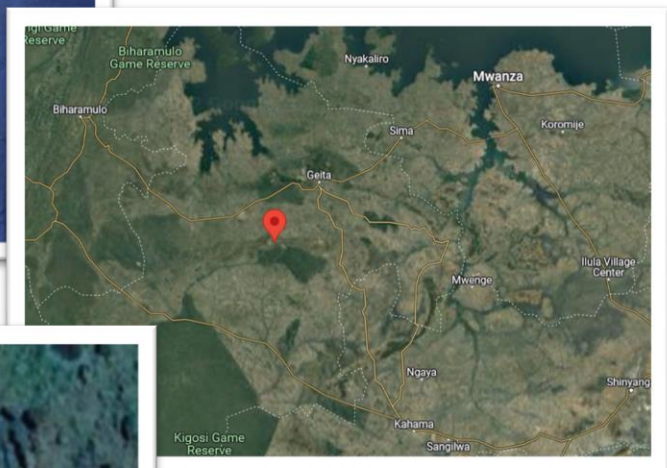 Game
Reserve
Biharamulo
Game Reserve
Nyakaliro
Mwanza
Biharamulo
Koromije
Sima
Geita
Ilula Village
Center
Mwenge
Ngaya
Shinyang
Kahama
Kigosi Game
Reserve
Sangilwa